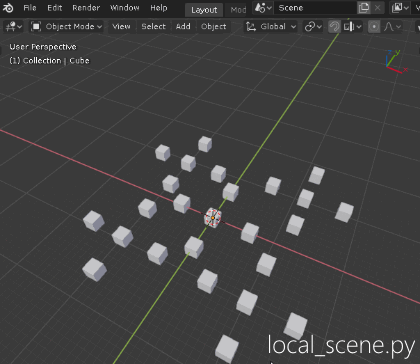 File Edit Render Window Help Layout Scene
Object Mode View Select Add Object Global
User Perspective
(1) Collection | Cube
Y
X
local_scene.py